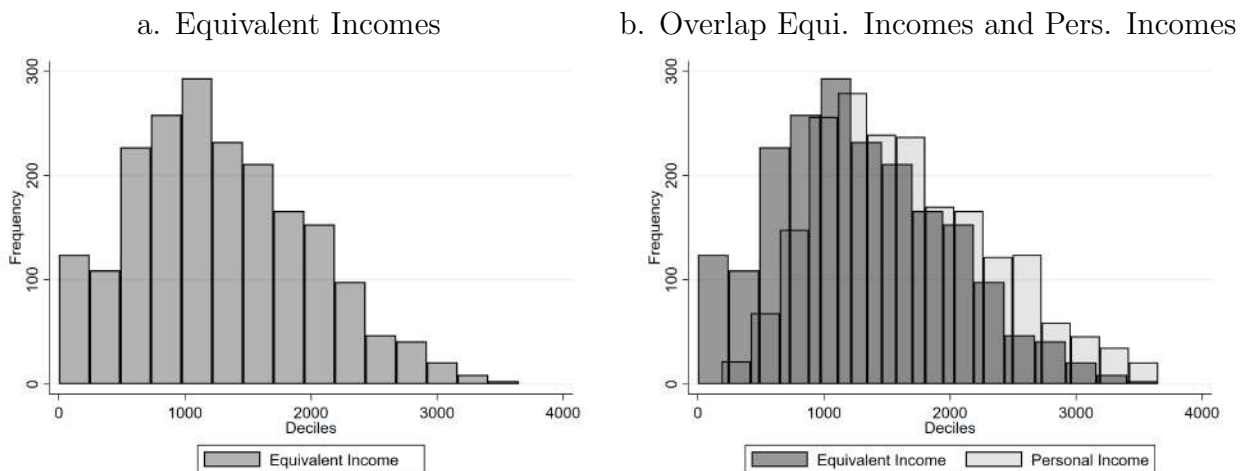 a. Equivalent Incomes
Frequency
300
200
100
0
0 1000 2000 3000 4000
Deciles
Equivalent Income
b. Overlap Equi. Incomes and Pers. Incomes
Frequency
300
200
100
0
0 1000 2000 3000 4000
Deciles
Equivalent Income Personal Income